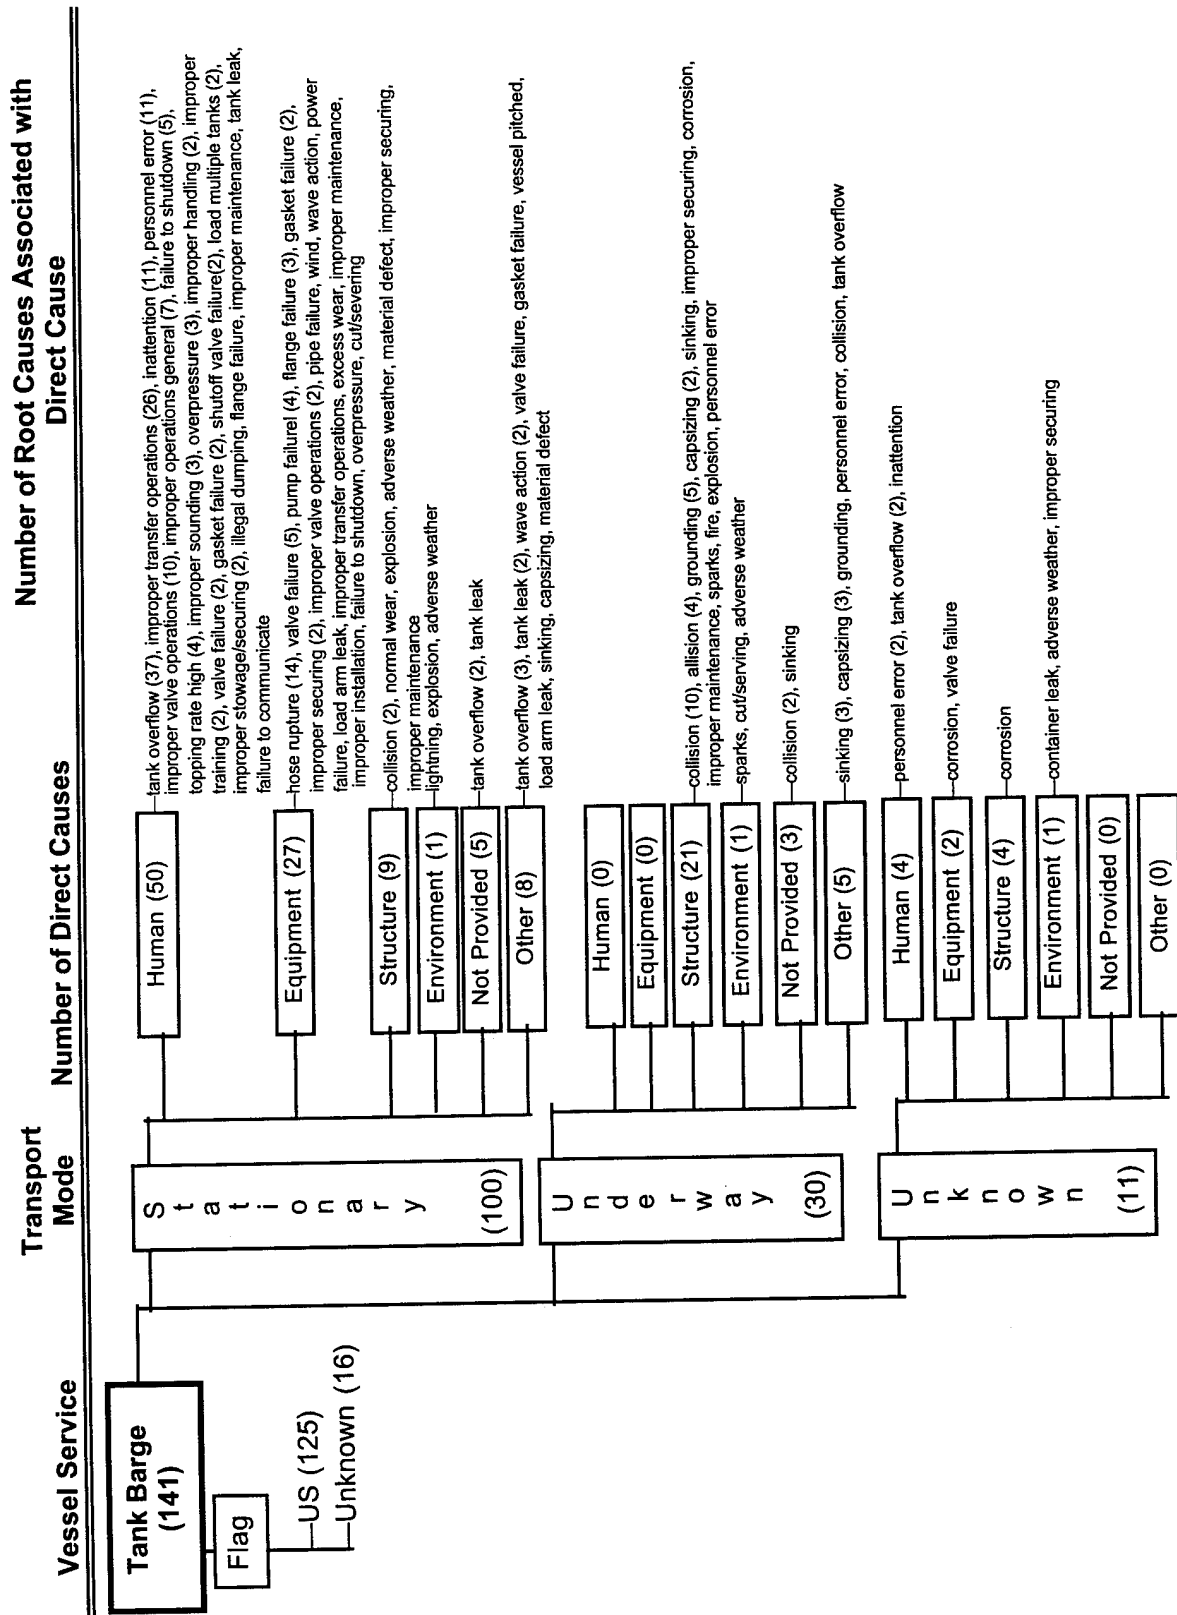 Vessel Service
Transport
Mode
Number of Direct Causes
Number of Root Causes Associated with
Direct Cause
Tank Barge
(141)
Flag
US (125)
Unknown (16)
Stationary
(100)
Human (50)
tank overflow (37), improper transfer operations (26), inattention (11), personnel error (11),
improper valve operations (10), improper operations general (7), failure to shutdown (5),
topping rate high (4), improper sounding (3), overpressure (3), improper handling (2), improper
training (2), valve failure (2), gasket failure (2), shutoff valve failure(2), load multiple tanks (2),
improper stowage/securing (2), illegal dumping, flange failure, improper maintenance, tank leak,
failure to communicate
Equipment (27)
hose rupture (14), valve failure (5), pump failurel (4), flange failure (3), gasket failure (2),
improper securing (2), improper valve operations (2), pipe failure, wind, wave action, power
failure, load arm leak, improper transfer operations, excess wear, improper maintenance,
improper installation, failure to shutdown, overpressure, cut/severing
Structure (9)
collision (2), normal wear, explosion, adverse weather, material defect, improper securing,
improper maintenance
Environment (1)
lightning, explosion, adverse weather
Not Provided (5)
tank overflow (2), tank leak
Other (8)
tank overflow (3), tank leak (2), wave action (2), valve failure, gasket failure, vessel pitched,
load arm leak, sinking, capsizing, material defect
Underway
(30)
Human (0)
Equipment (0)
Structure (21)
collision (10), allision (4), grounding (5), capsizing (2), sinking, improper securing, corrosion,
improper maintenance, sparks, fire, explosion, personnel error
Environment (1)
sparks, cut/serving, adverse weather
Not Provided (3)
collision (2), sinking
Other (5)
sinking (3), capsizing (3), grounding, personnel error, collision, tank overflow
Unknown
(11)
Human (4)
personnel error (2), tank overflow (2), inattention
Equipment (2)
corrosion, valve failure
Structure (4)
corrosion
Environment (1)
container leak, adverse weather, improper securing
Not Provided (0)
Other (0)